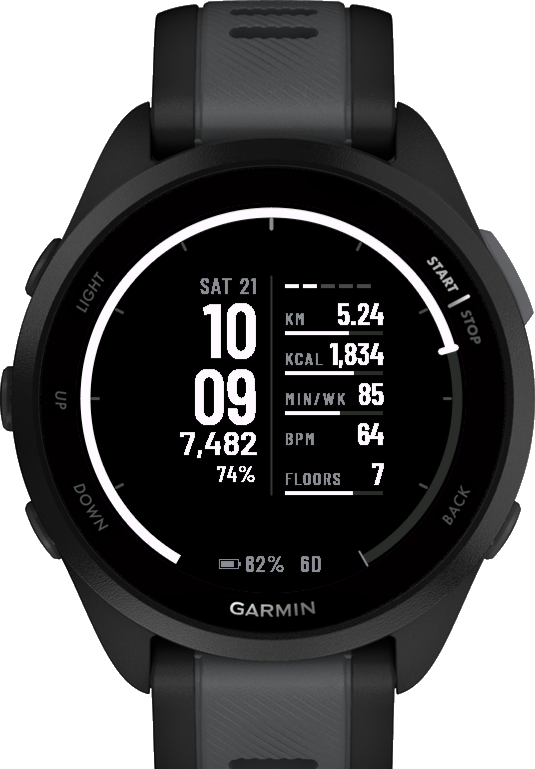 START
STOP
LIGHT
UP
DOWN
BACK
SAT 21
10
09
7,482
74%
KM 5.24
KCAL 1,834
MIN/WK 85
BPM 64
FLOORS 7
82% 6D
GARMIN